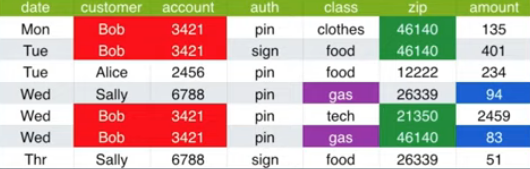 date customer account auth class zip amount
Mon Bob 3421 pin clothes 46140 135
Tue Bob 3421 sign food 46140 401
Tue Alice 2456 pin food 12222 234
Wed Sally 6788 pin gas 26339 94
Wed Bob 3421 pin tech 21350 2459
Wed Bob 3421 pin gas 46140 83
Thr Sally 6788 sign food 26339 51